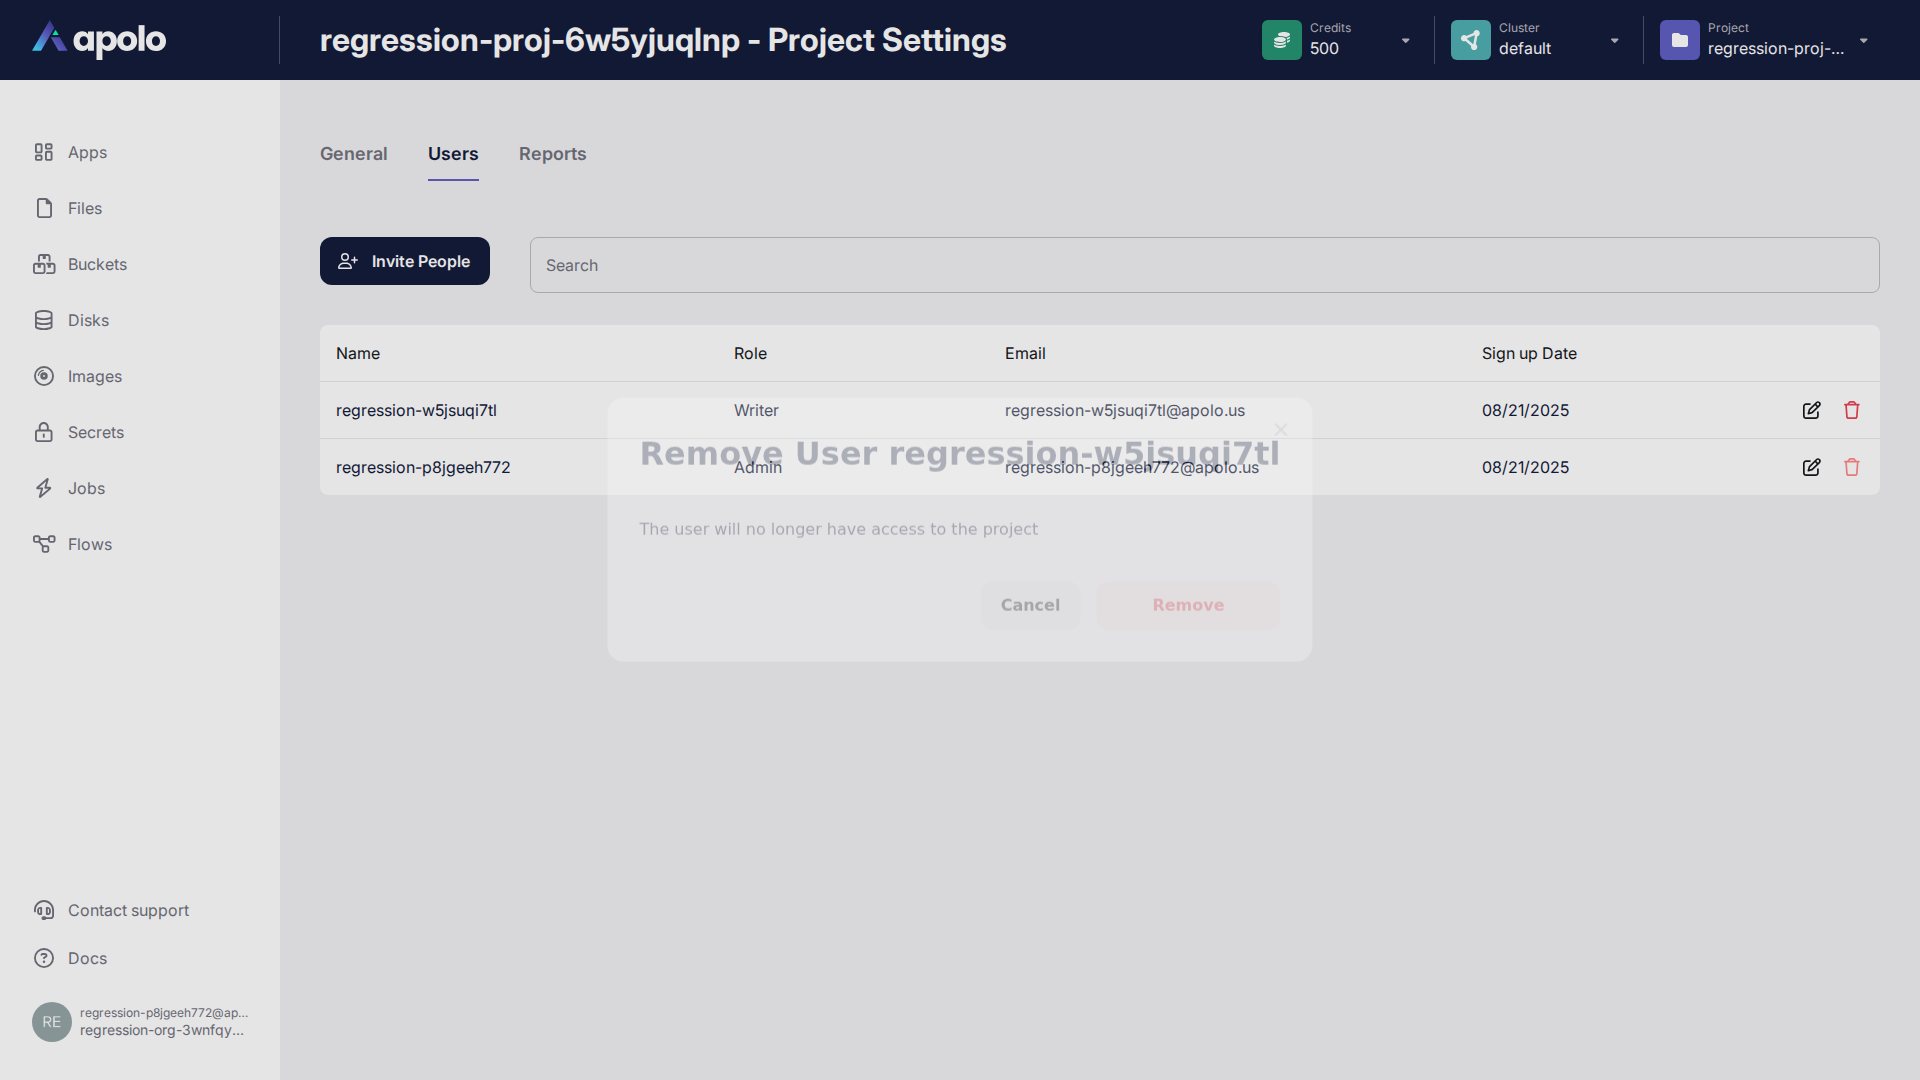 apolo
regression-proj-6w5yjuqlnp - Project Settings
Credits
500
Cluster
default
Project
regression-proj-...
Apps
Files
Buckets
Disks
Images
Secrets
Jobs
Flows
General Users Reports
Invite People
Search
Name Role Email Sign up Date
regression-w5jsuqi7tl Writer regression-w5jsuqi7tl@apolo.us 08/21/2025
regression-p8jgeeh772 Admin regression-p8jgeeh772@apolo.us 08/21/2025
Remove User regression-w5jsuqi7tl
The user will no longer have access to the project
Cancel Remove
Contact support
Docs
RE
regression-p8jgeeh772@ap...
regression-org-3wnfqy...